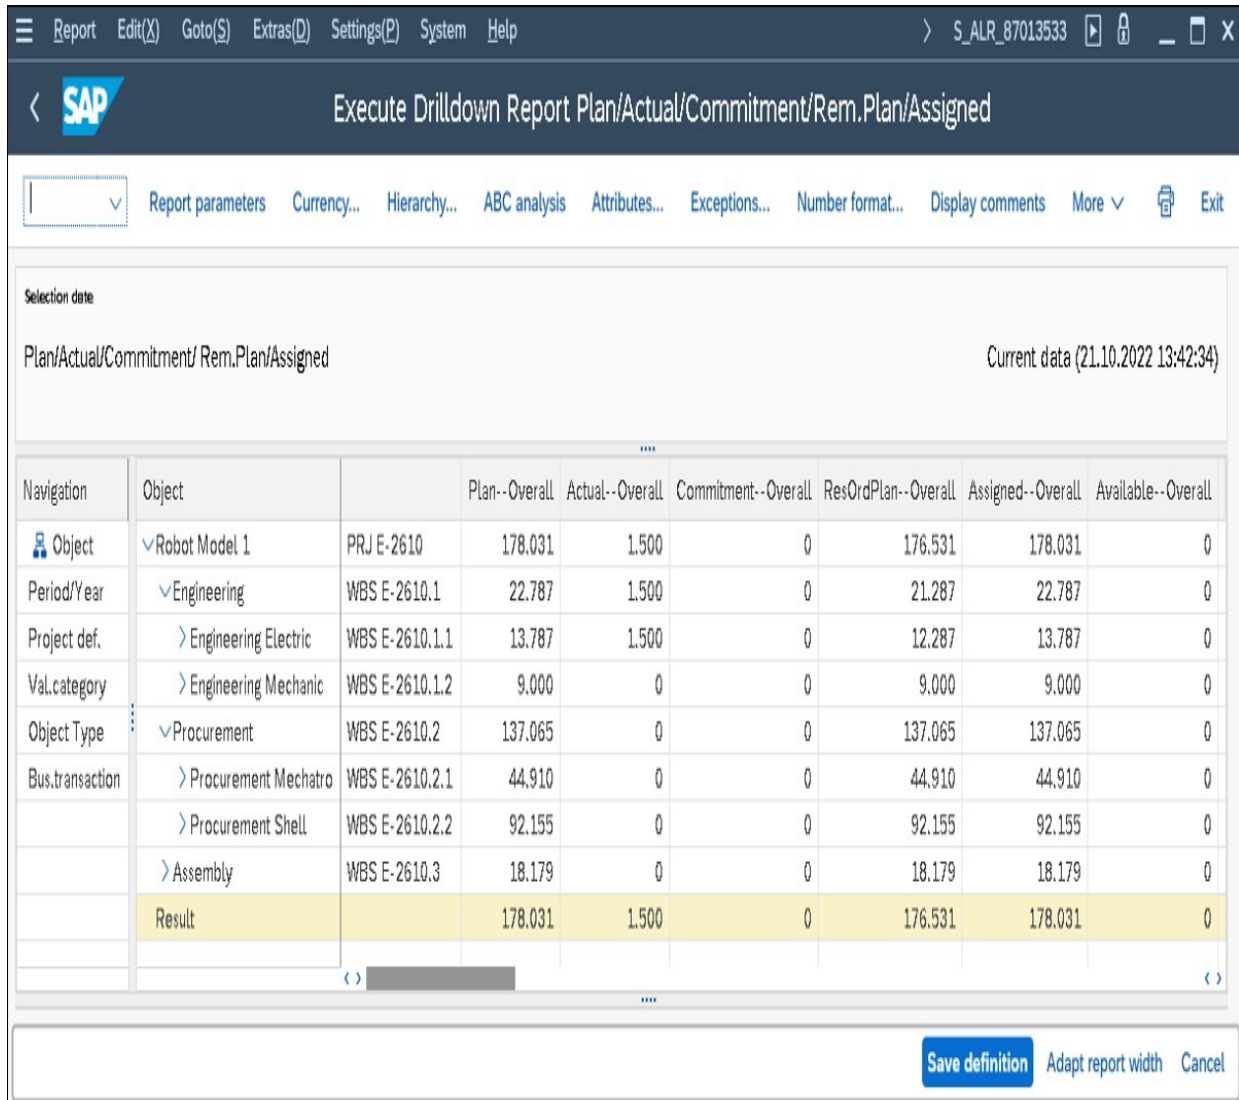 Report Edit(X) Goto(S) Extras(D) Settings(P) System Help S_ALR_87013533
SAP Execute Drilldown Report Plan/Actual/Commitment/Rem.Plan/Assigned
Report parameters Currency... Hierarchy... ABC analysis Attributes... Exceptions... Number format... Display comments More Exit
Selection date
Plan/Actual/Commitment/ Rem.Plan/Assigned Current data (21.10.2022 13:42:34)
Navigation Object Plan--Overall Actual--Overall Commitment--Overall ResOrdPlan--Overall Assigned--Overall Available--Overall
Object Robot Model 1 PRJ E-2610 178.031 1.500 0 176.531 178.031 0
Period/Year Engineering WBS E-2610.1 22.787 1.500 0 21.287 22.787 0
Project def. Engineering Electric WBS E-2610.1.1 13.787 1.500 0 12.287 13.787 0
Val.category Engineering Mechanic WBS E-2610.1.2 9.000 0 0 9.000 9.000 0
Object Type Procurement WBS E-2610.2 137.065 0 0 137.065 137.065 0
Bus.transaction Procurement Mechatro WBS E-2610.2.1 44.910 0 0 44.910 44.910 0
Procurement Shell WBS E-2610.2.2 92.155 0 0 92.155 92.155 0
Assembly WBS E-2610.3 18.179 0 0 18.179 18.179 0
Result 178.031 1.500 0 176.531 178.031 0
Save definition Adapt report width Cancel